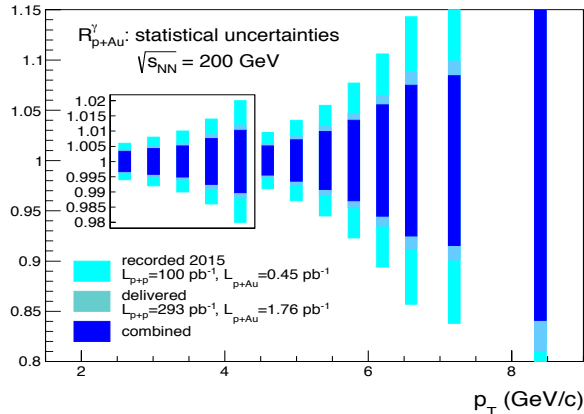 R^γ_p+Au: statistical uncertainties
√s_NN = 200 GeV
1.15
1.1
1.05
1
0.95
0.9
0.85
0.8
1.02
1.015
1.01
1.005
1
0.995
0.99
0.985
0.98
recorded 2015
L_p+p=100 pb⁻¹, L_p+Au=0.45 pb⁻¹
delivered
L_p+p=293 pb⁻¹, L_p+Au=1.76 pb⁻¹
combined
2 4 6 8
p_T (GeV/c)